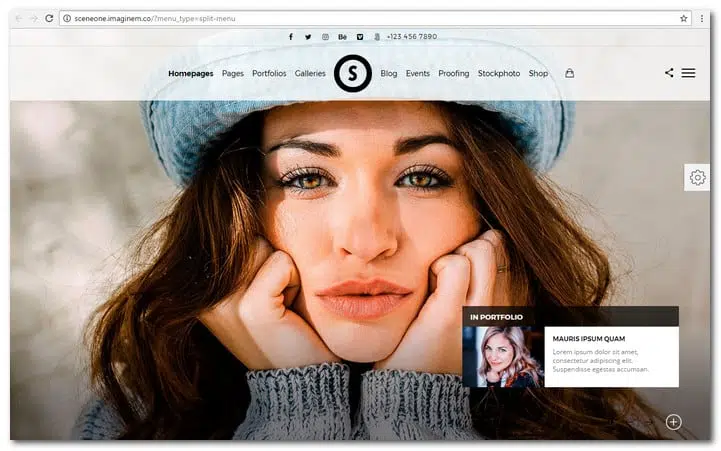 sceneone.imaginem.co/?menu_type=split-menu
+123 456 7890
Homepages Pages Portfolios Galleries S Blog Events Proofing Stockphoto Shop
IN PORTFOLIO
MAURIS IPSUM QUAM
Lorem ipsum dolor sit amet,
consectetur adipiscing elit.
Suspendisse egestas accumsan.